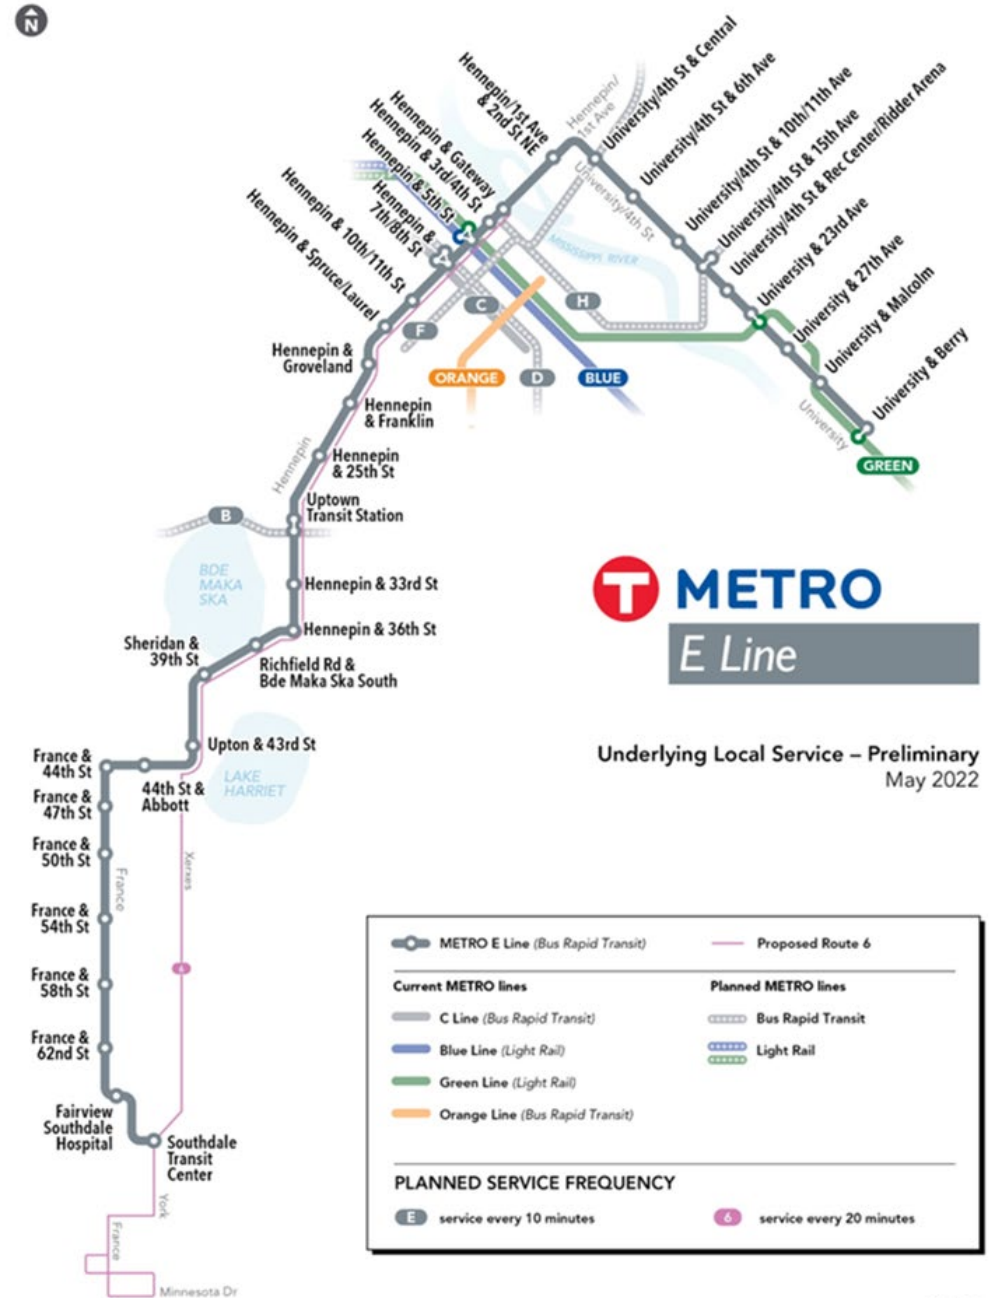 N
Hennepin/1st Ave
& 2nd St NE
Hennepin/
1st Ave
University/4th St & Central
University/4th St & 6th Ave
University/4th St & 10th/11th Ave
University/4th St & 15th Ave
University/4th St & Rec Center/Ridder Arena
University & 23rd Ave
University & 27th Ave
University & Malcolm
University & Berry
University/4th St
MISSISSIPPI RIVER
University
Hennepin & Gateway
Hennepin & 3rd/4th St
Hennepin & 5th St
Hennepin &
7th/8th St
Hennepin & 10th/11th St
Hennepin & Spruce/Laurel
Hennepin &
Groveland
C
H
F
ORANGE
D
BLUE
GREEN
Hennepin
& Franklin
Hennepin
Hennepin
& 25th St
Uptown
Transit Station
B
BDE
MAKA
SKA
Hennepin & 33rd St
Hennepin & 36th St
Sheridan &
39th St
Richfield Rd &
Bde Maka Ska South
Upton & 43rd St
LAKE
HARRIET
France &
44th St
44th St &
Abbott
France &
47th St
France &
50th St
France
Xerxes
France &
54th St
6
France &
58th St
France &
62nd St
Fairview
Southdale
Hospital
Southdale
Transit
Center
York
France
Minnesota Dr
T METRO
E Line
Underlying Local Service – Preliminary
May 2022
METRO E Line (Bus Rapid Transit)
Proposed Route 6
Current METRO lines
C Line (Bus Rapid Transit)
Blue Line (Light Rail)
Green Line (Light Rail)
Orange Line (Bus Rapid Transit)
Planned METRO lines
Bus Rapid Transit
Light Rail
PLANNED SERVICE FREQUENCY
E service every 10 minutes
6 service every 20 minutes